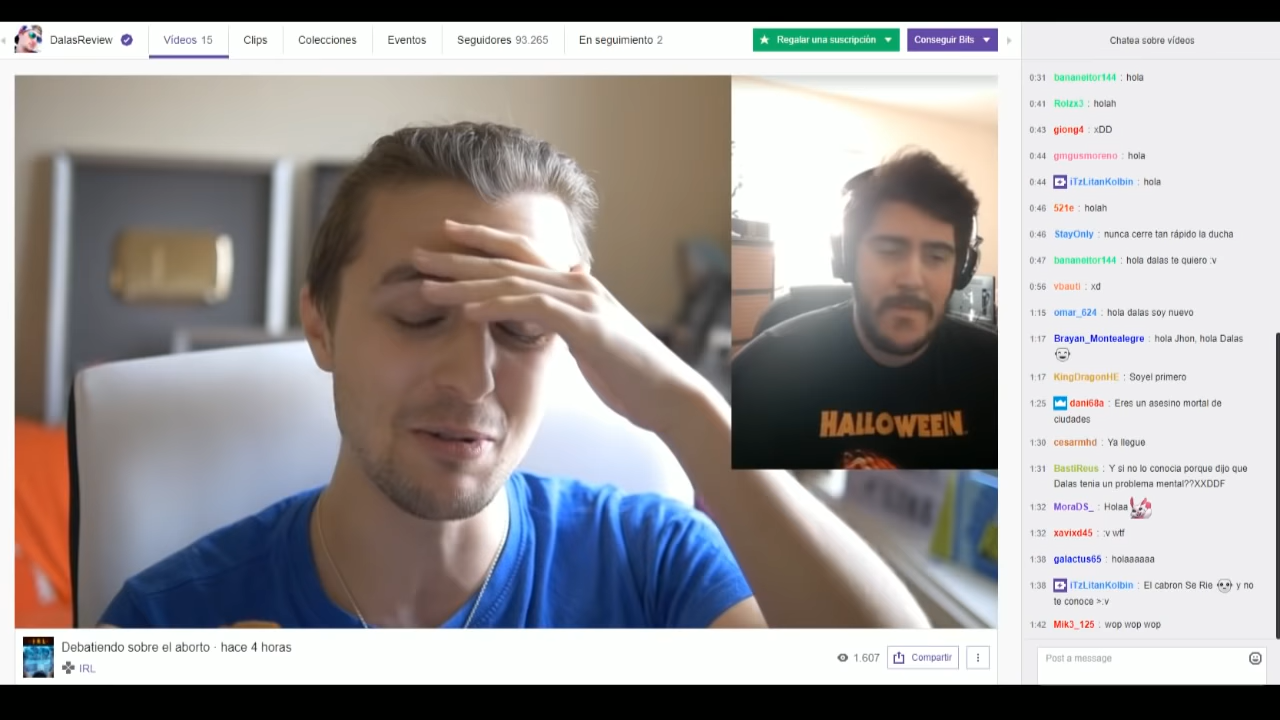 DalasReview
Vídeos 15
Clips
Colecciones
Eventos
Seguidores 93.265
En seguimiento 2
Regalar una suscripción
Conseguir Bits
Chatea sobre vídeos
0:31 bananeitor144 : hola
0:41 Rolzx3 : holah
0:43 giong4 : xDD
0:44 gmgusmoreno : hola
0:44 iTzLitanKolbin : hola
0:46 521e : holah
0:46 StayOnly : nunca cerre tan rápido la ducha
0:47 bananeitor144 : hola dalas te quiero :v
0:56 vbauti : xd
1:15 omar_624 : hola dalas soy nuevo
1:17 Brayan_Montealegre : hola Jhon, hola Dalas
1:17 KingDragonHE : Soyel primero
1:25 dani68a : Eres un asesino mortal de
ciudades
1:30 cesarmhd : Ya llegue
1:31 BastiReus : Y si no lo conocia porque dijo que
Dalas tenia un problema mental??XXDDF
1:32 MoraDS_ : Holaa
1:32 xavixd45 : :v wtf
1:38 galactus65 : holaaaaaa
1:38 iTzLitanKolbin : El cabron Se Rie y no
te conoce >:v
1:42 Mik3_125 : wop wop wop
Post a message
HALLOWEEN
Debatiendo sobre el aborto · hace 4 horas
IRL
IRL
1.607
Compartir